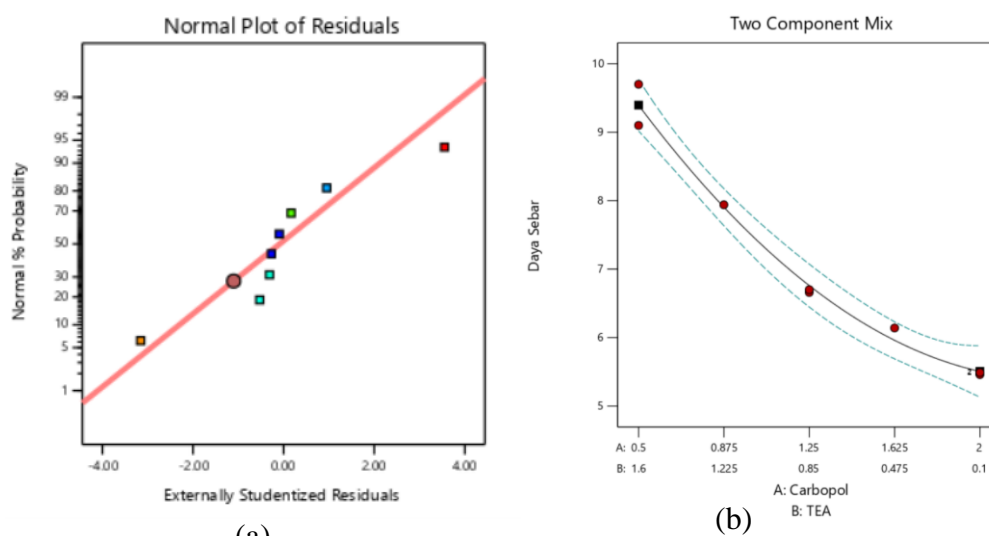 Normal Plot of Residuals
Normal % Probability
99
95
90
80
70
50
30
20
10
5
1
-4.00 -2.00 0.00 2.00 4.00
Externally Studentized Residuals
(a)
Two Component Mix
Daya Sebar
10
9
8
7
6
5
2
A: 0.5 0.875 1.25 1.625 2
B: 1.6 1.225 0.85 0.475 0.1
A: Carbopol
B: TEA
(b)